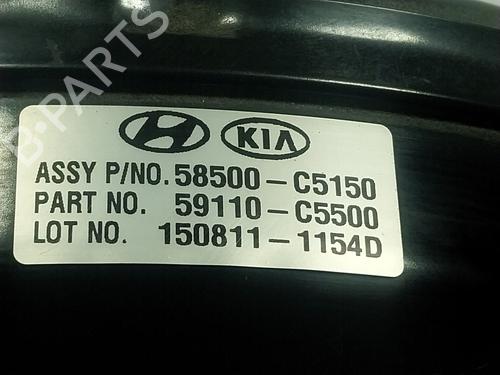 B-PARTS
KIA
ASSY P/NO. 58500-C5150
PART NO. 59110-C5500
LOT NO. 150811-1154D